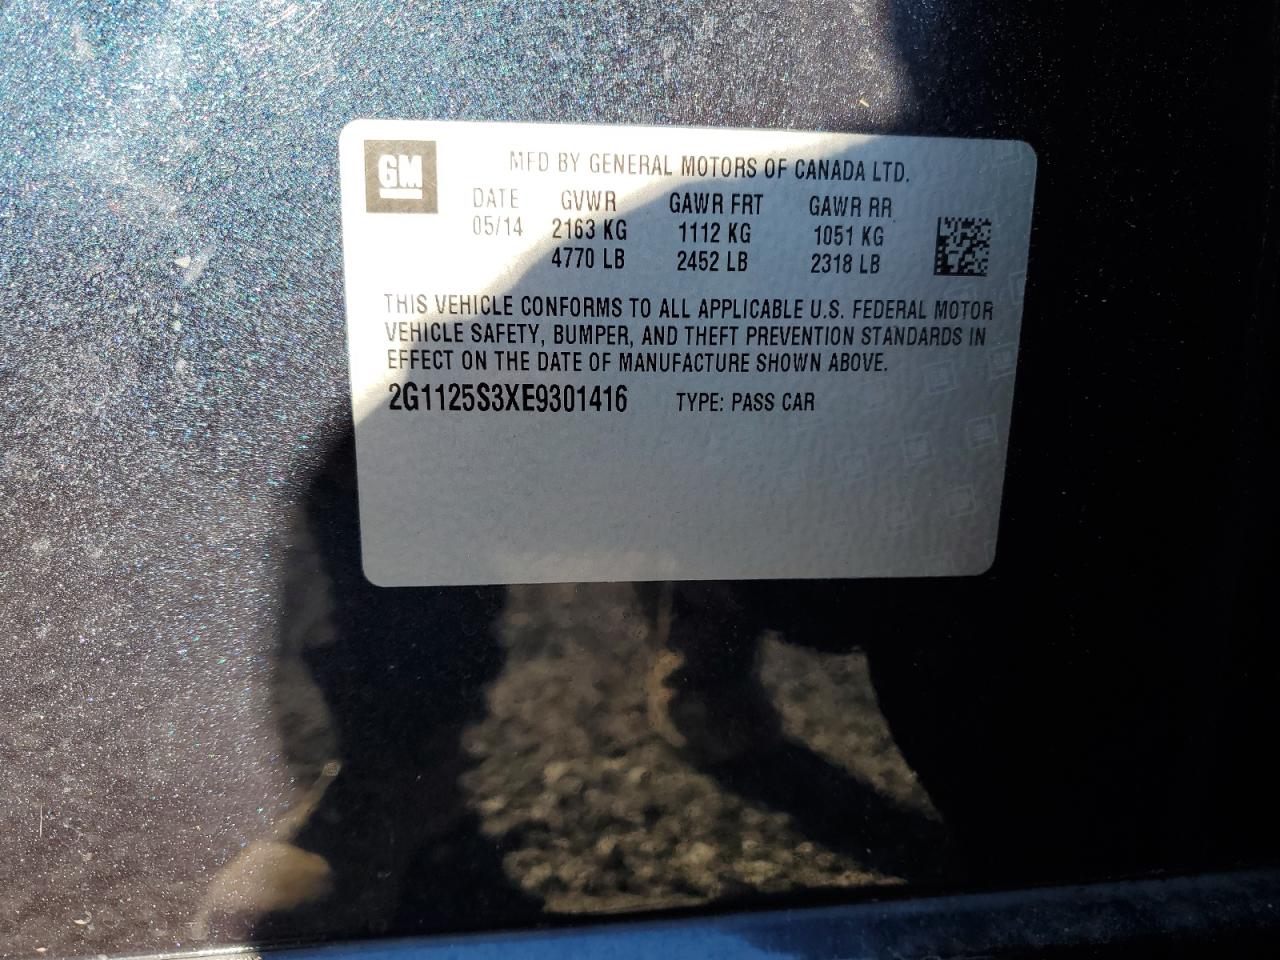 GM
MFD BY GENERAL MOTORS OF CANADA LTD.
DATE GVWR GAWR FRT GAWR RR
05/14 2163 KG 1112 KG 1051 KG
4770 LB 2452 LB 2318 LB
THIS VEHICLE CONFORMS TO ALL APPLICABLE U.S. FEDERAL MOTOR
VEHICLE SAFETY, BUMPER, AND THEFT PREVENTION STANDARDS IN
EFFECT ON THE DATE OF MANUFACTURE SHOWN ABOVE.
2G1125S3XE9301416 TYPE: PASS CAR